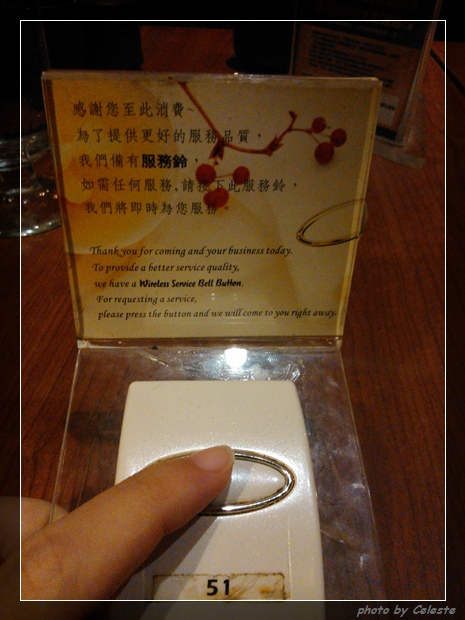 感謝您至此消費~
為了提供更好的服務品質，
我們備有服務鈴，
如需任何服務，請按下此服務鈴，
我們將即時為您服務。
Thank you for coming and your business today.
To provide a better service quality,
we have a Wireless Service Bell Button.
For requesting a service,
please press the button and we will come to you right away.
51
photo by Celeste